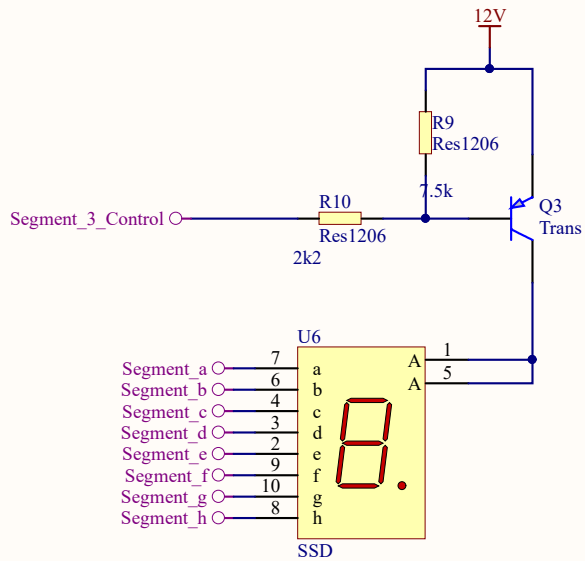 12V
R9
Res1206
7.5k
R10
Res1206
2k2
Segment_3_Control
Q3
Trans
U6
Segment_a 7 a A 1
Segment_b 6 b A 5
Segment_c 4 c
Segment_d 3 d
Segment_e 2 e
Segment_f 9 f
Segment_g 10 g
Segment_h 8 h
SSD